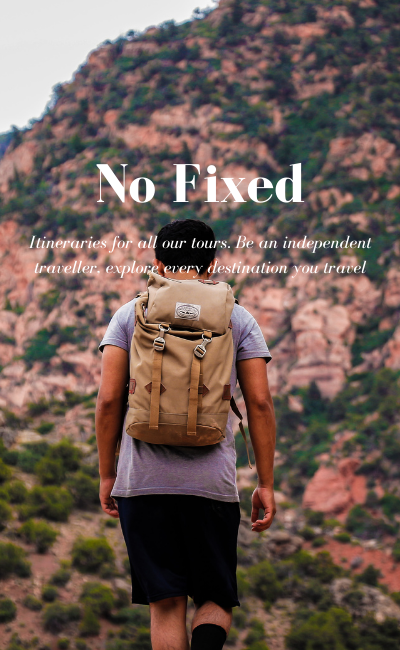 No Fixed
Itineraries for all our tours. Be an independent
traveller, explore every destination you travel